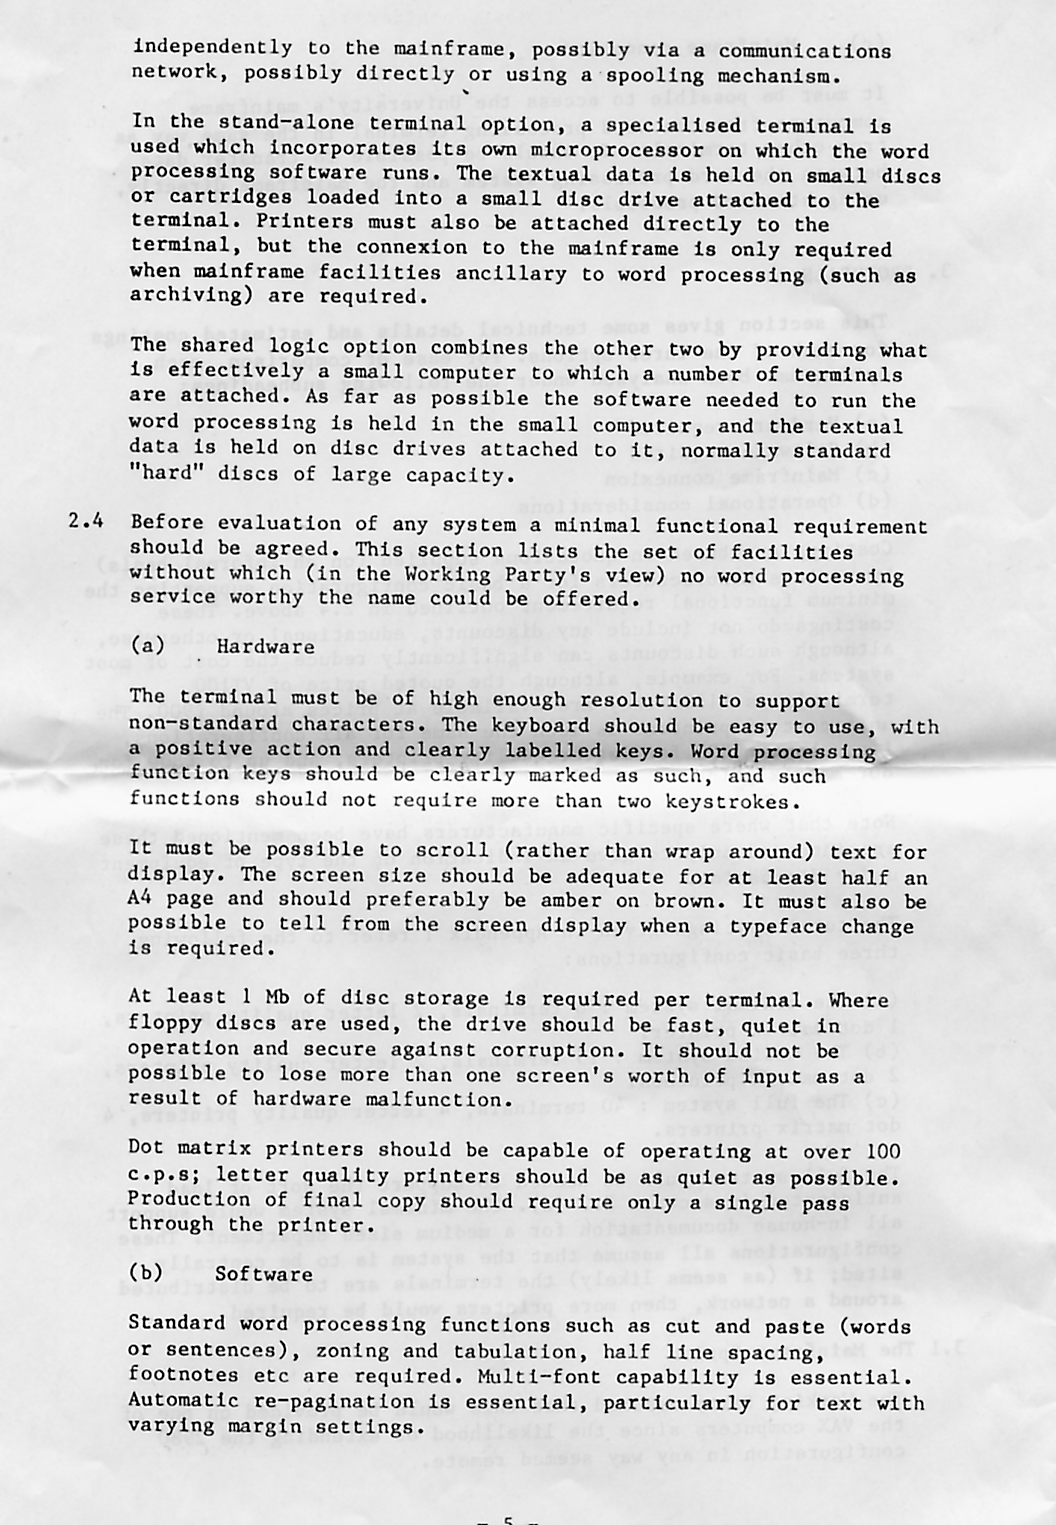 independently to the mainframe, possibly via a communications
network, possibly directly or using a spooling mechanism.
In the stand-alone terminal option, a specialised terminal is
used which incorporates its own microprocessor on which the word
processing software runs. The textual data is held on small discs
or cartridges loaded into a small disc drive attached to the
terminal. Printers must also be attached directly to the
terminal, but the connexion to the mainframe is only required
when mainframe facilities ancillary to word processing (such as
archiving) are required.
The shared logic option combines the other two by providing what
is effectively a small computer to which a number of terminals
are attached. As far as possible the software needed to run the
word processing is held in the small computer, and the textual
data is held on disc drives attached to it, normally standard
"hard" discs of large capacity.
2.4 Before evaluation of any system a minimal functional requirement
should be agreed. This section lists the set of facilities
without which (in the Working Party's view) no word processing
service worthy the name could be offered.
(a) Hardware
The terminal must be of high enough resolution to support
non-standard characters. The keyboard should be easy to use, with
a positive action and clearly labelled keys. Word processing
function keys should be clearly marked as such, and such
functions should not require more than two keystrokes.
It must be possible to scroll (rather than wrap around) text for
display. The screen size should be adequate for at least half an
A4 page and should preferably be amber on brown. It must also be
possible to tell from the screen display when a typeface change
is required.
At least 1 Mb of disc storage is required per terminal. Where
floppy discs are used, the drive should be fast, quiet in
operation and secure against corruption. It should not be
possible to lose more than one screen's worth of input as a
result of hardware malfunction.
Dot matrix printers should be capable of operating at over 100
c.p.s; letter quality printers should be as quiet as possible.
Production of final copy should require only a single pass
through the printer.
(b) Software
Standard word processing functions such as cut and paste (words
or sentences), zoning and tabulation, half line spacing,
footnotes etc are required. Multi-font capability is essential.
Automatic re-pagination is essential, particularly for text with
varying margin settings.
- 5 -